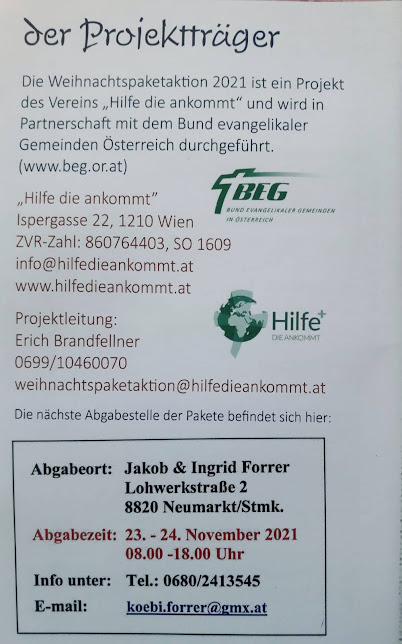 der Projektträger
Die Weihnachtspaketaktion 2021 ist ein Projekt
des Vereins „Hilfe die ankommt" und wird in
Partnerschaft mit dem Bund evangelikaler
Gemeinden Österreich durchgeführt.
(www.beg.or.at)
„Hilfe die ankommt"
Ispergasse 22, 1210 Wien
ZVR-Zahl: 860764403, SO 1609
info@hilfedieankommt.at
www.hilfedieankommt.at
BEG
BUND EVANGELIKALER GEMEINDEN
IN ÖSTERREICH
Projektleitung:
Erich Brandfellner
0699/10460070
weihnachtspaketaktion@hilfedieankommt.at
Hilfe+
DIE ANKOMMT
Die nächste Abgabestelle der Pakete befindet sich hier:
Abgabeort: Jakob & Ingrid Forrer
Lohwerkstraße 2
8820 Neumarkt/Stmk.
Abgabezeit: 23. - 24. November 2021
08.00 -18.00 Uhr
Info unter: Tel.: 0680/2413545
E-mail: koebi.forrer@gmx.at